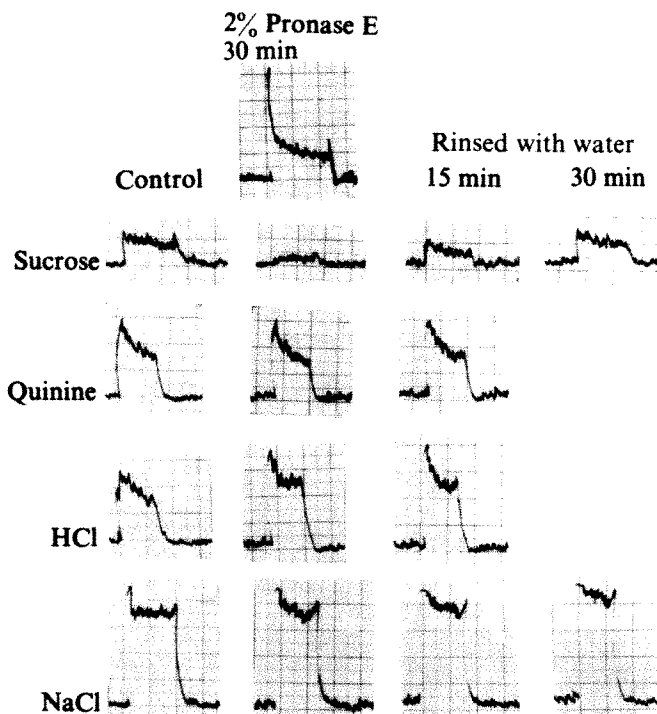 2% Pronase E
30 min
Rinsed with water
Control
15 min
30 min
Sucrose
Quinine
HCl
NaCl